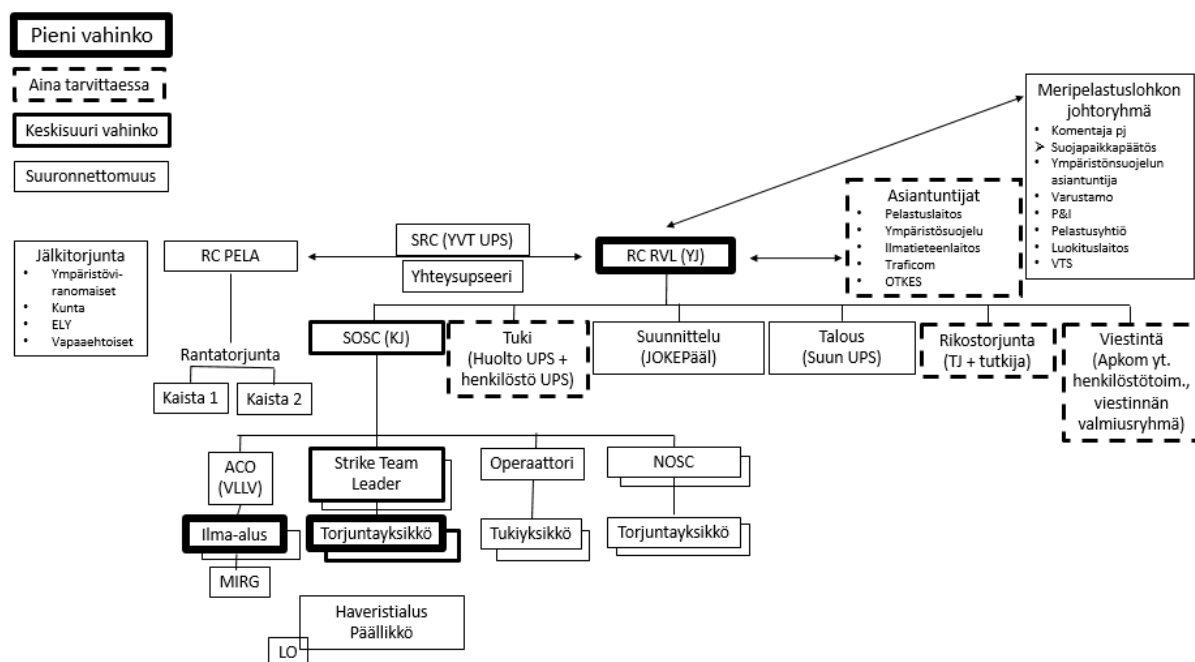 Pieni vahinko
Aina tarvittaessa
Keskisuuri vahinko
Suuronnettomuus
Meripelastuslohkon
johtoryhmä
• Komentaja pj
➢ Suojapaikkapäätös
• Ympäristönsuojelun
asiantuntija
• Varustamo
• P&I
• Pelastusyhtiö
• Luokituslaitos
• VTS
Asiantuntijat
• Pelastuslaitos
• Ympäristösuojelu
• Ilmatieteenlaitos
• Traficom
• OTKES
Jälkitorjunta
• Ympäristövi-
ranomaiset
• Kunta
• ELY
• Vapaaehtoiset
RC PELA
SRC (YVT UPS)
Yhteysupseeri
RC RVL (YJ)
Rantatorjunta
Kaista 1
Kaista 2
SOSC (KJ)
Tuki
(Huolto UPS +
henkilöstö UPS)
Suunnittelu
(JOKEPääl)
Talous
(Suun UPS)
Rikostorjunta
(TJ + tutkija)
Viestintä
(Apkom yt.
henkilöstötoim.,
viestinnän
valmiusryhmä)
ACO
(VLLV)
Strike Team
Leader
Operaattori
NOSC
Ilma-alus
Torjuntayksikkö
Tukiyksikkö
Torjuntayksikkö
MIRG
Haveristialus
Päällikkö
LO